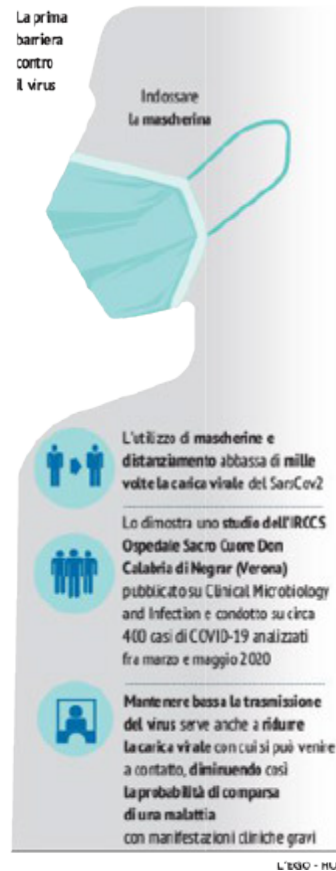 La prima
barriera
contro
il virus
Indossare
la mascherina
L'utilizzo di mascherine e
distanziamento abbassa di mille
volte la carica virale del SarsCov2
Lo dimostra uno studio dell'IRCCS
Ospedale Sacro Cuore Don
Calabria di Negrar (Verona)
pubblicato su Clinical Microbiology
and Infection e condotto su circa
400 casi di COVID-19 analizzati
fra marzo e maggio 2020
Mantenere bassa la trasmissione
del virus serve anche a ridurre
la carica virale con cui si può venire
a contatto, diminuendo così
la probabilità di comparsa
di una malattia
con manifestazioni cliniche gravi
L'EGO - HU